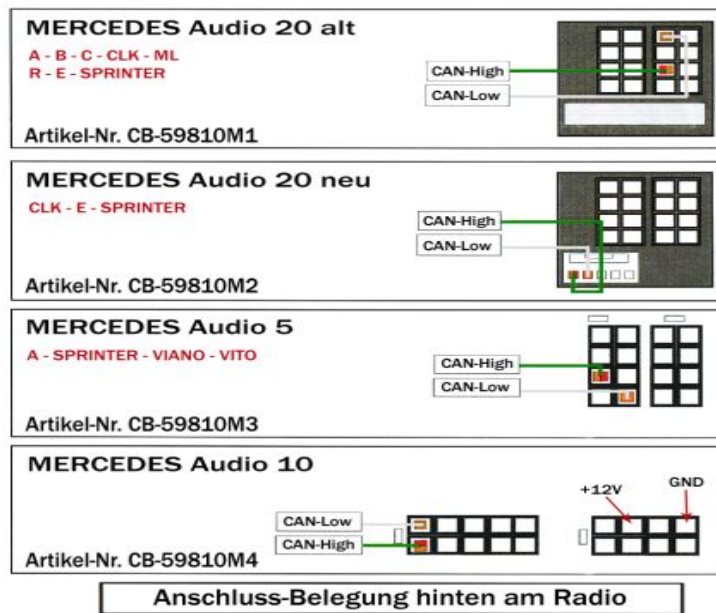 MERCEDES Audio 20 alt
A - B - C - CLK - ML
R - E - SPRINTER
CAN-High
CAN-Low
Artikel-Nr. CB-59810M1
MERCEDES Audio 20 neu
CLK - E - SPRINTER
CAN-High
CAN-Low
Artikel-Nr. CB-59810M2
MERCEDES Audio 5
A - SPRINTER - VIANO - VITO
CAN-High
CAN-Low
Artikel-Nr. CB-59810M3
MERCEDES Audio 10
+12V
GND
CAN-Low
CAN-High
Artikel-Nr. CB-59810M4
Anschluss-Belegung hinten am Radio